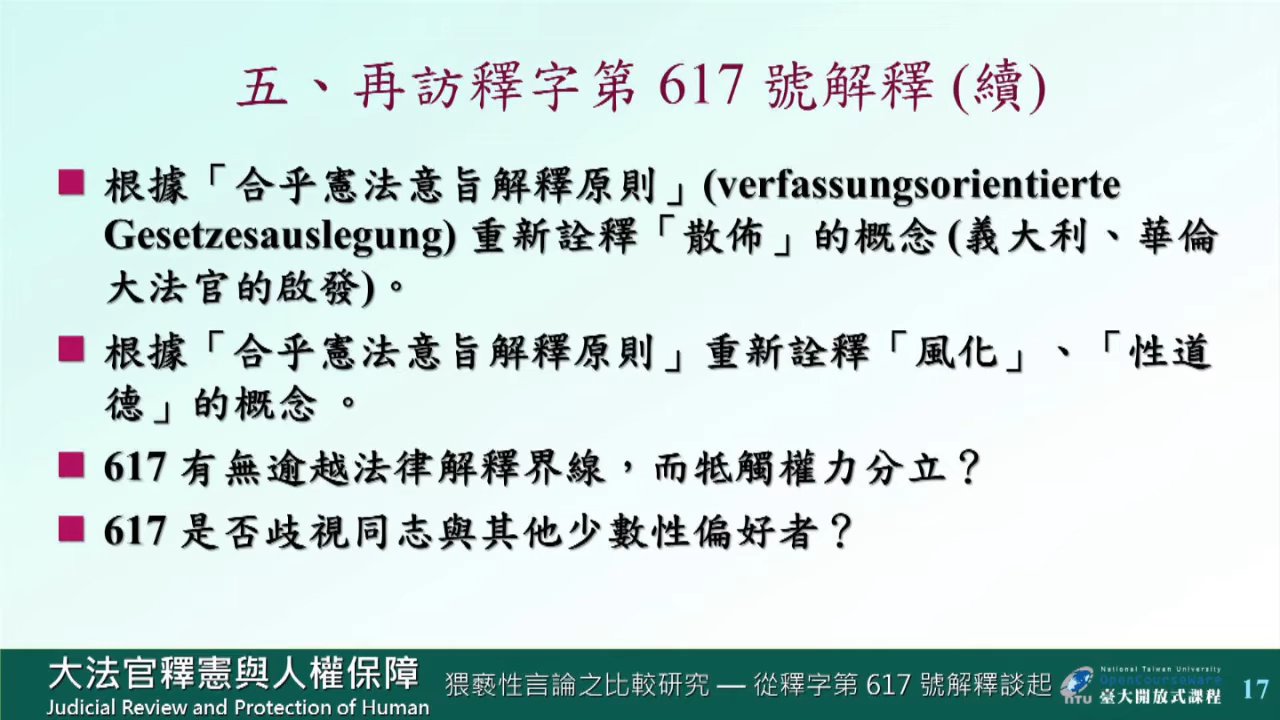 五、再訪釋字第 617 號解釋 (續)
■ 根據「合乎憲法意旨解釋原則」(verfassungsorientierte
Gesetzesauslegung) 重新詮釋「散佈」的概念 (義大利、華倫
大法官的啟發)。
■ 根據「合乎憲法意旨解釋原則」重新詮釋「風化」、「性道
德」的概念 。
■ 617 有無逾越法律解釋界線，而牴觸權力分立？
■ 617 是否歧視同志與其他少數性偏好者？
大法官釋憲與人權保障
Judicial Review and Protection of Human
猥褻性言論之比較研究 — 從釋字第 617 號解釋談起
NTU
National Taiwan University
OpenCourseWare
臺大開放式課程
17